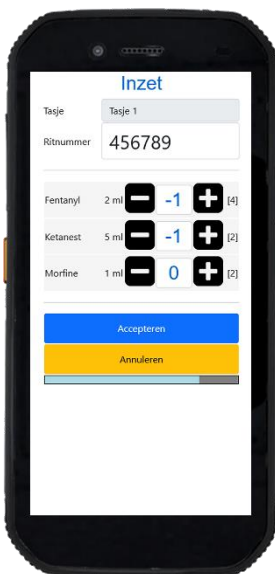 Inzet
Tasje Tasje 1
Ritnummer 456789
Fentanyl 2 ml -1 [4]
Ketanest 5 ml -1 [2]
Morfine 1 ml 0 [2]
Accepteren
Annuleren